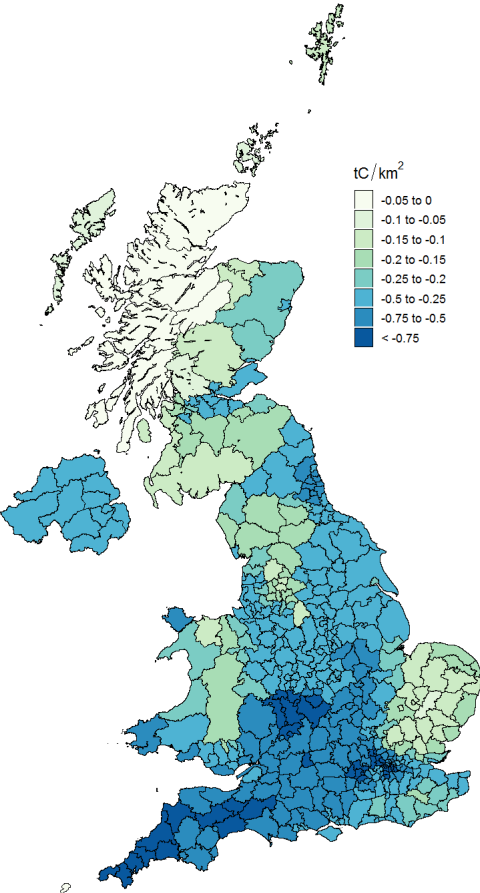 tC/km²
-0.05 to 0
-0.1 to -0.05
-0.15 to -0.1
-0.2 to -0.15
-0.25 to -0.2
-0.5 to -0.25
-0.75 to -0.5
< -0.75